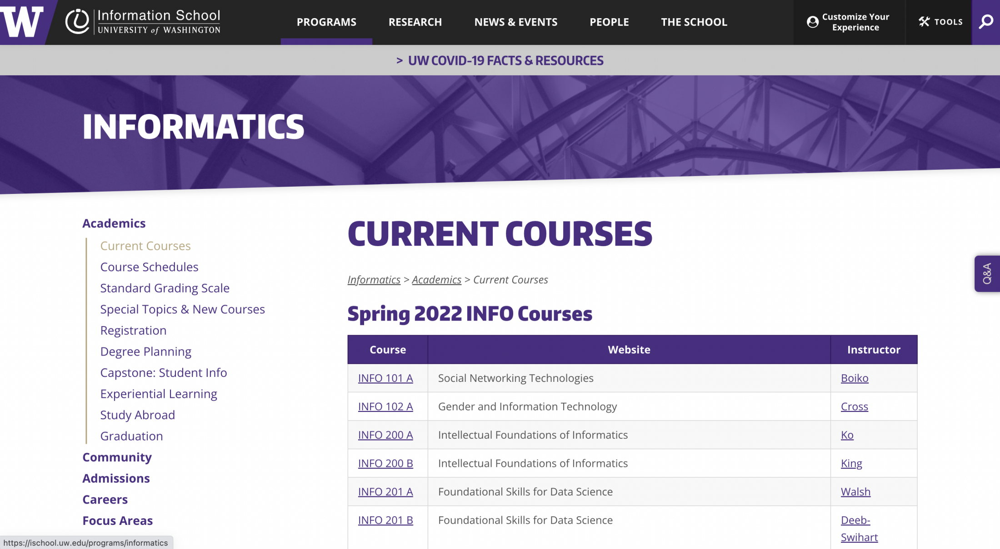 W
Information School
UNIVERSITY of WASHINGTON
PROGRAMS
RESEARCH
NEWS & EVENTS
PEOPLE
THE SCHOOL
Customize Your
Experience
TOOLS
> UW COVID-19 FACTS & RESOURCES
INFORMATICS
Academics
Current Courses
Course Schedules
Standard Grading Scale
Special Topics & New Courses
Registration
Degree Planning
Capstone: Student Info
Experiential Learning
Study Abroad
Graduation
Community
Admissions
Careers
Focus Areas
CURRENT COURSES
Informatics > Academics > Current Courses
Spring 2022 INFO Courses
Course Website Instructor
INFO 101 A Social Networking Technologies Boiko
INFO 102 A Gender and Information Technology Cross
INFO 200 A Intellectual Foundations of Informatics Ko
INFO 200 B Intellectual Foundations of Informatics King
INFO 201 A Foundational Skills for Data Science Walsh
INFO 201 B Foundational Skills for Data Science Deeb-
Swihart
Q&A
https://ischool.uw.edu/programs/informatics